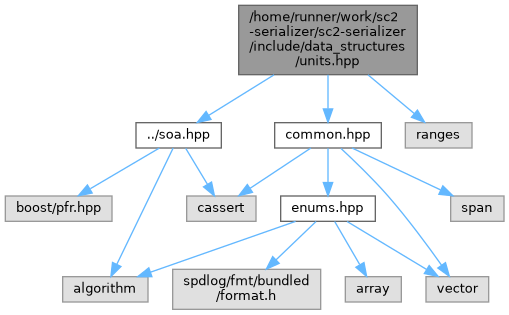 /home/runner/work/sc2
-serializer/sc2-serializer
/include/data_structures
/units.hpp
../soa.hpp
common.hpp
ranges
boost/pfr.hpp
cassert
enums.hpp
span
algorithm
spdlog/fmt/bundled
/format.h
array
vector